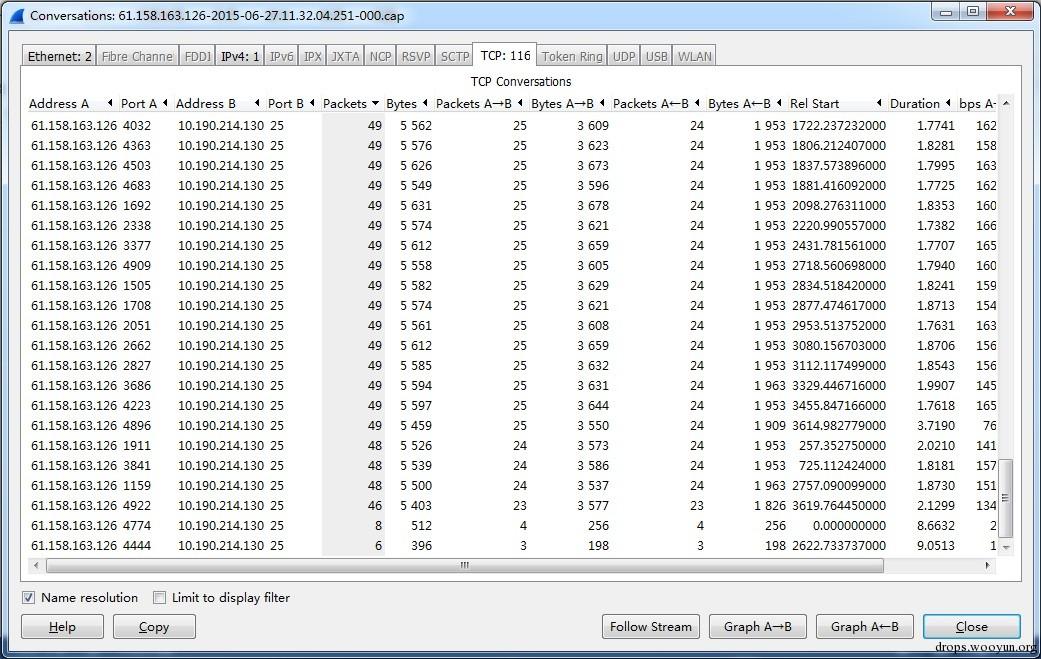 Conversations: 61.158.163.126-2015-06-27.11.32.04.251-000.cap
Ethernet: 2 Fibre Channel FDDI IPv4: 1 IPv6 IPX JXTA NCP RSVP SCTP TCP: 116 Token Ring UDP USB WLAN
TCP Conversations
Address A Port A Address B Port B Packets Bytes Packets A→B Bytes A→B Packets A←B Bytes A←B Rel Start Duration bps A-
61.158.163.126 4032 10.190.214.130 25 49 5 562 25 3 609 24 1 953 1722.237232000 1.7741 162
61.158.163.126 4363 10.190.214.130 25 49 5 576 25 3 623 24 1 953 1806.212407000 1.8281 158
61.158.163.126 4503 10.190.214.130 25 49 5 626 25 3 673 24 1 953 1837.573896000 1.7995 163
61.158.163.126 4683 10.190.214.130 25 49 5 549 25 3 596 24 1 953 1881.416092000 1.7725 162
61.158.163.126 1692 10.190.214.130 25 49 5 631 25 3 678 24 1 953 2098.276311000 1.8353 160
61.158.163.126 2338 10.190.214.130 25 49 5 574 25 3 621 24 1 953 2220.990557000 1.7382 166
61.158.163.126 3377 10.190.214.130 25 49 5 612 25 3 659 24 1 953 2431.781561000 1.7707 165
61.158.163.126 4909 10.190.214.130 25 49 5 558 25 3 605 24 1 953 2718.560698000 1.7940 160
61.158.163.126 1505 10.190.214.130 25 49 5 582 25 3 629 24 1 953 2834.518420000 1.8241 159
61.158.163.126 1708 10.190.214.130 25 49 5 574 25 3 621 24 1 953 2877.474617000 1.8713 154
61.158.163.126 2051 10.190.214.130 25 49 5 561 25 3 608 24 1 953 2953.513752000 1.7631 163
61.158.163.126 2662 10.190.214.130 25 49 5 612 25 3 659 24 1 953 3080.156703000 1.8706 156
61.158.163.126 2827 10.190.214.130 25 49 5 585 25 3 632 24 1 953 3112.117499000 1.8543 156
61.158.163.126 3686 10.190.214.130 25 49 5 594 25 3 631 24 1 963 3329.446716000 1.9907 145
61.158.163.126 4223 10.190.214.130 25 49 5 597 25 3 644 24 1 953 3455.847166000 1.7618 165
61.158.163.126 4896 10.190.214.130 25 49 5 459 25 3 550 24 1 909 3614.982779000 3.7190 76
61.158.163.126 1911 10.190.214.130 25 48 5 526 24 3 573 24 1 953 257.352750000 2.0210 141
61.158.163.126 3841 10.190.214.130 25 48 5 539 24 3 586 24 1 953 725.112424000 1.8181 157
61.158.163.126 1159 10.190.214.130 25 48 5 500 24 3 537 24 1 963 2757.090099000 1.8730 151
61.158.163.126 4922 10.190.214.130 25 46 5 403 23 3 577 23 1 826 3619.764450000 2.1299 134
61.158.163.126 4774 10.190.214.130 25 8 512 4 256 4 256 0.000000000 8.6632 2
61.158.163.126 4444 10.190.214.130 25 6 396 3 198 3 198 2622.733737000 9.0513 1
Name resolution Limit to display filter
Help Copy Follow Stream Graph A→B Graph A←B Close
drops.wooyun.org